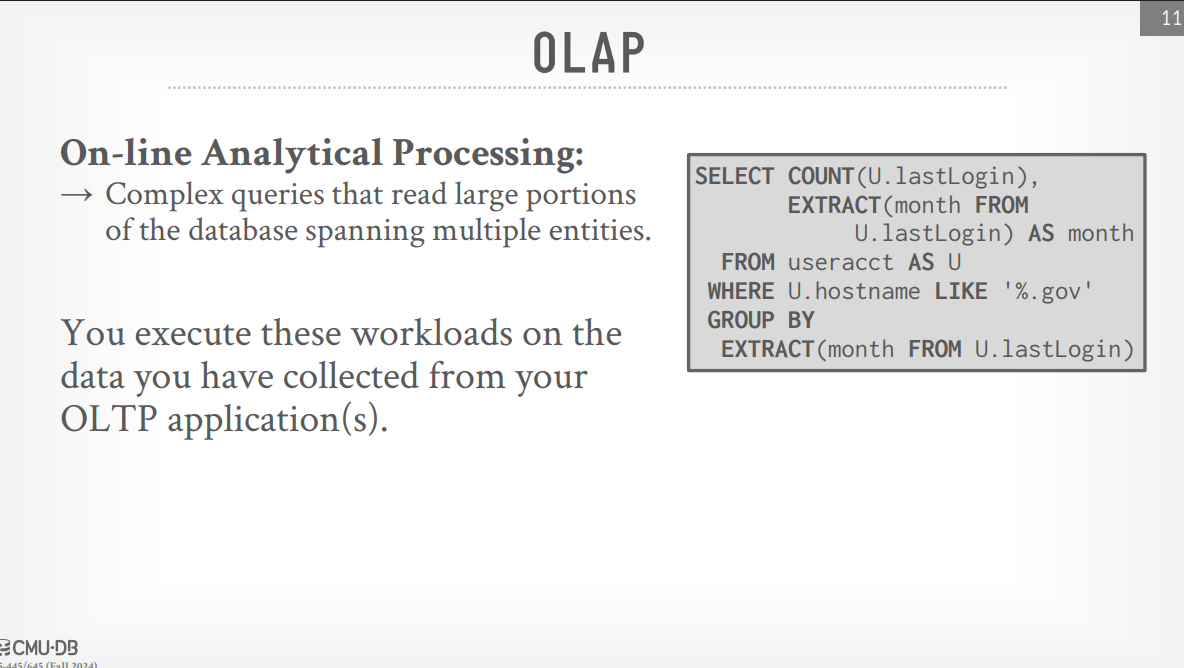 11
OLAP
On-line Analytical Processing:
→ Complex queries that read large portions
of the database spanning multiple entities.
You execute these workloads on the
data you have collected from your
OLTP application(s).
SELECT COUNT(U.lastLogin),
EXTRACT(month FROM
U.lastLogin) AS month
FROM useracct AS U
WHERE U.hostname LIKE '%.gov'
GROUP BY
EXTRACT(month FROM U.lastLogin)
CMU·DB
5-445/645 (Fall 2024)